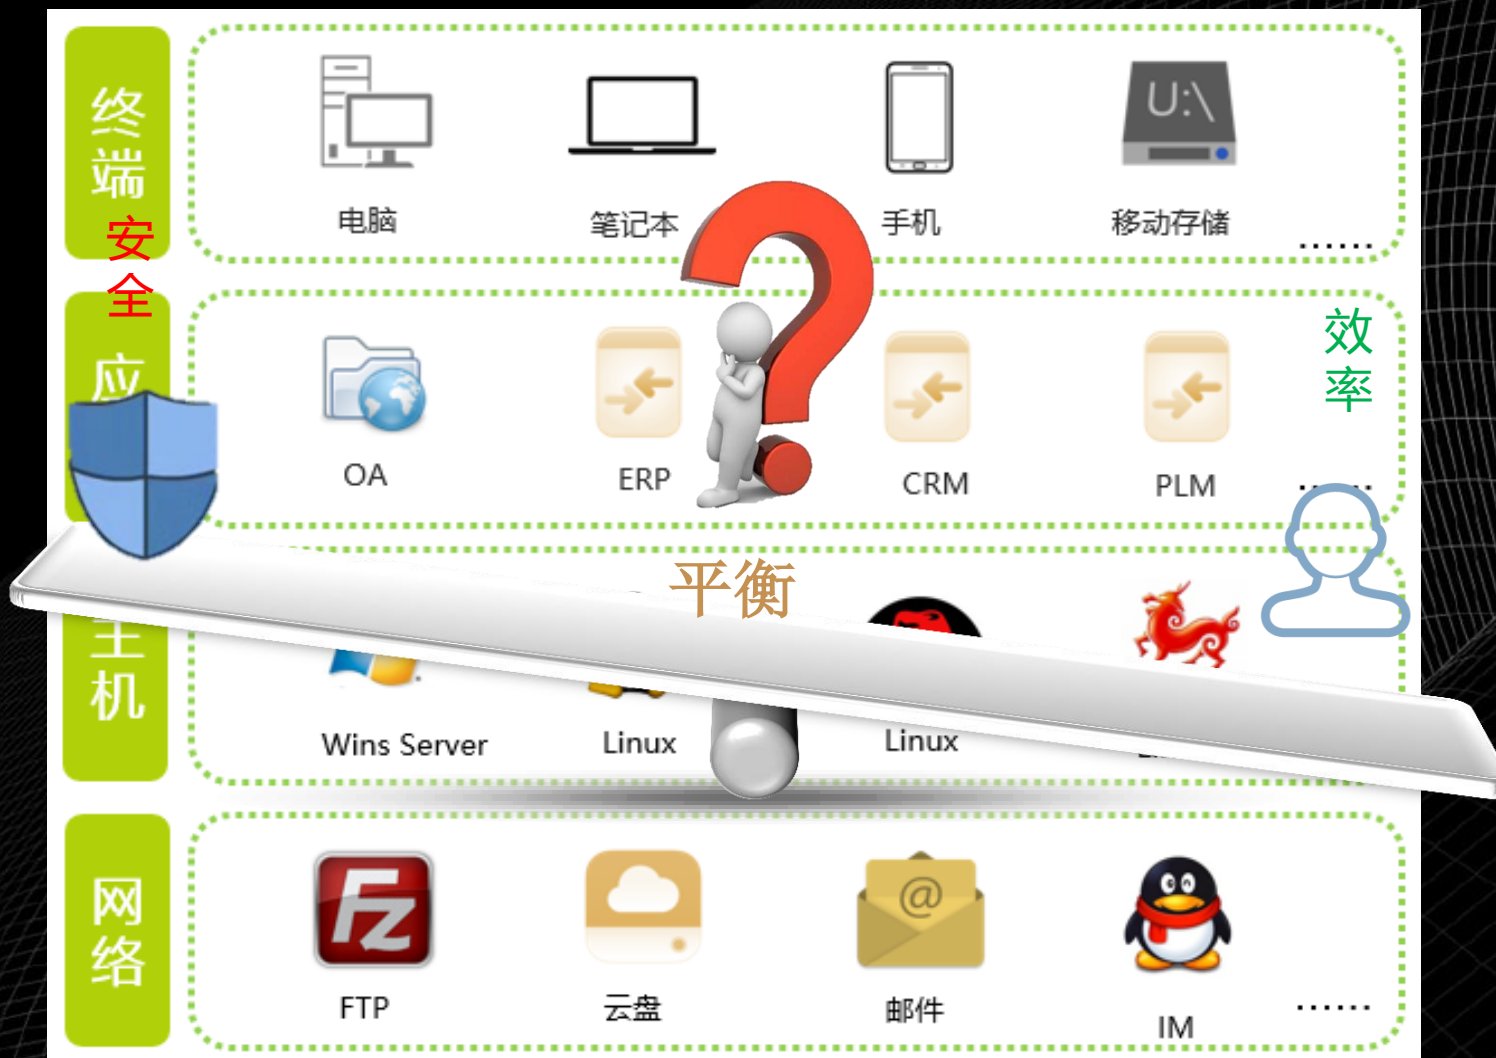 终端
电脑
笔记本
手机
移动存储
......
安全
应
OA
ERP
CRM
PLM
......
效率
平衡
主机
Wins Server
Linux
Linux
网络
FTP
云盘
邮件
IM
......
U:\
FZ
@